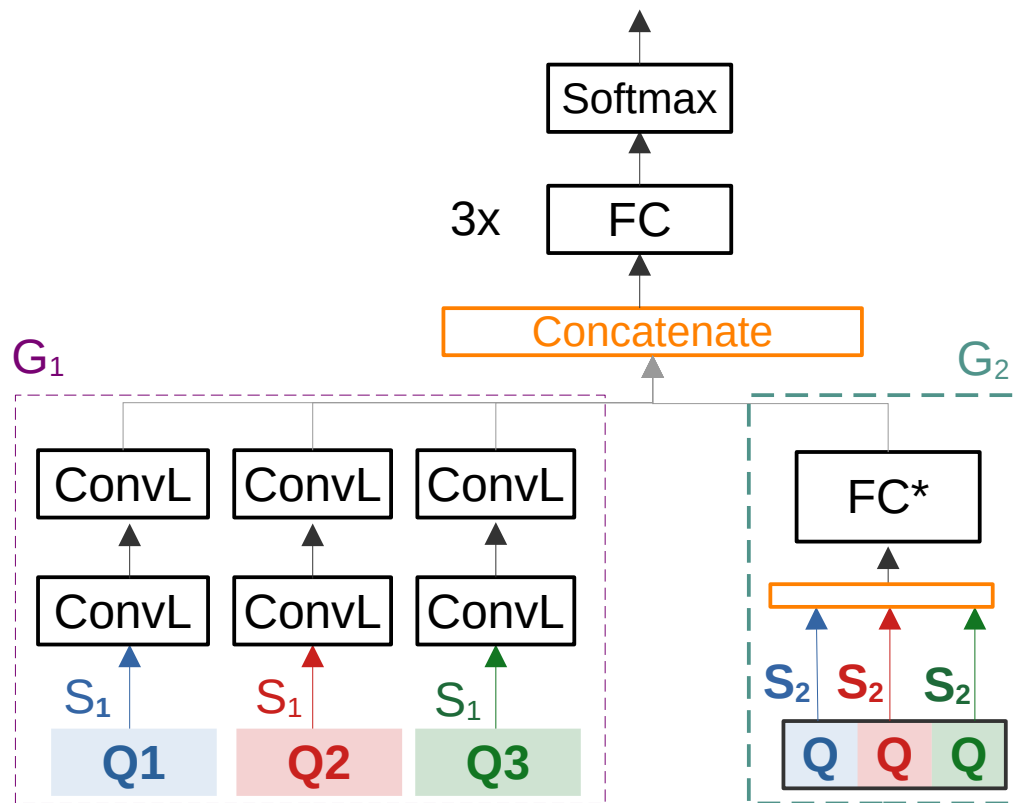 Softmax
3x
FC
Concatenate
G₁
G₂
ConvL ConvL ConvL
FC*
ConvL ConvL ConvL
S₁ S₁ S₁
S₂ S₂ S₂
Q1 Q2 Q3
Q Q Q